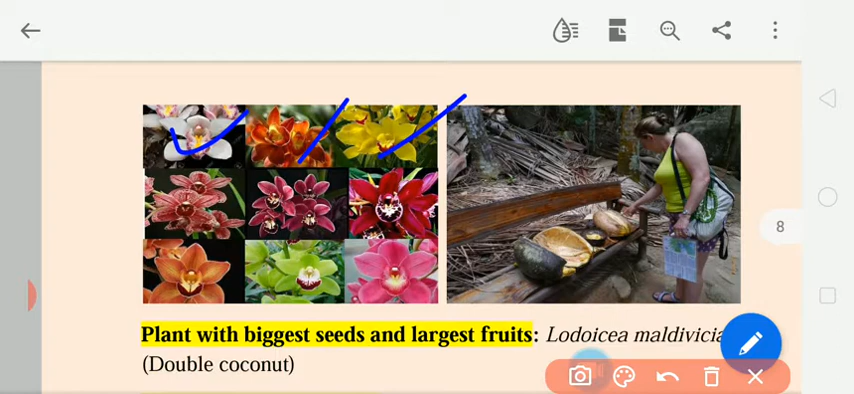 8
Plant with biggest seeds and largest fruits: Lodoicea maldivicia
(Double coconut)